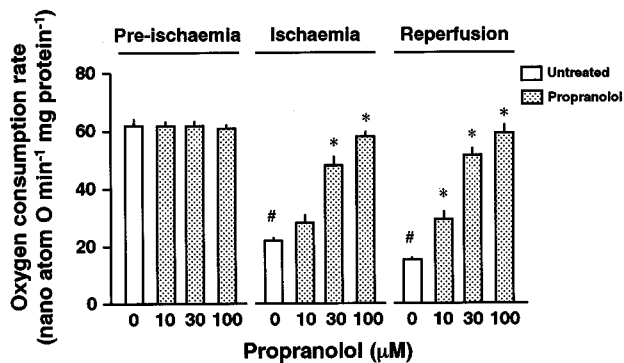 Pre-ischaemia Ischaemia Reperfusion
Untreated
Propranolol
Oxygen consumption rate
(nano atom O min-1 mg protein-1)
80
60
40
20
0
# * *
# * * *
0 10 30 100 0 10 30 100 0 10 30 100
Propranolol (μM)